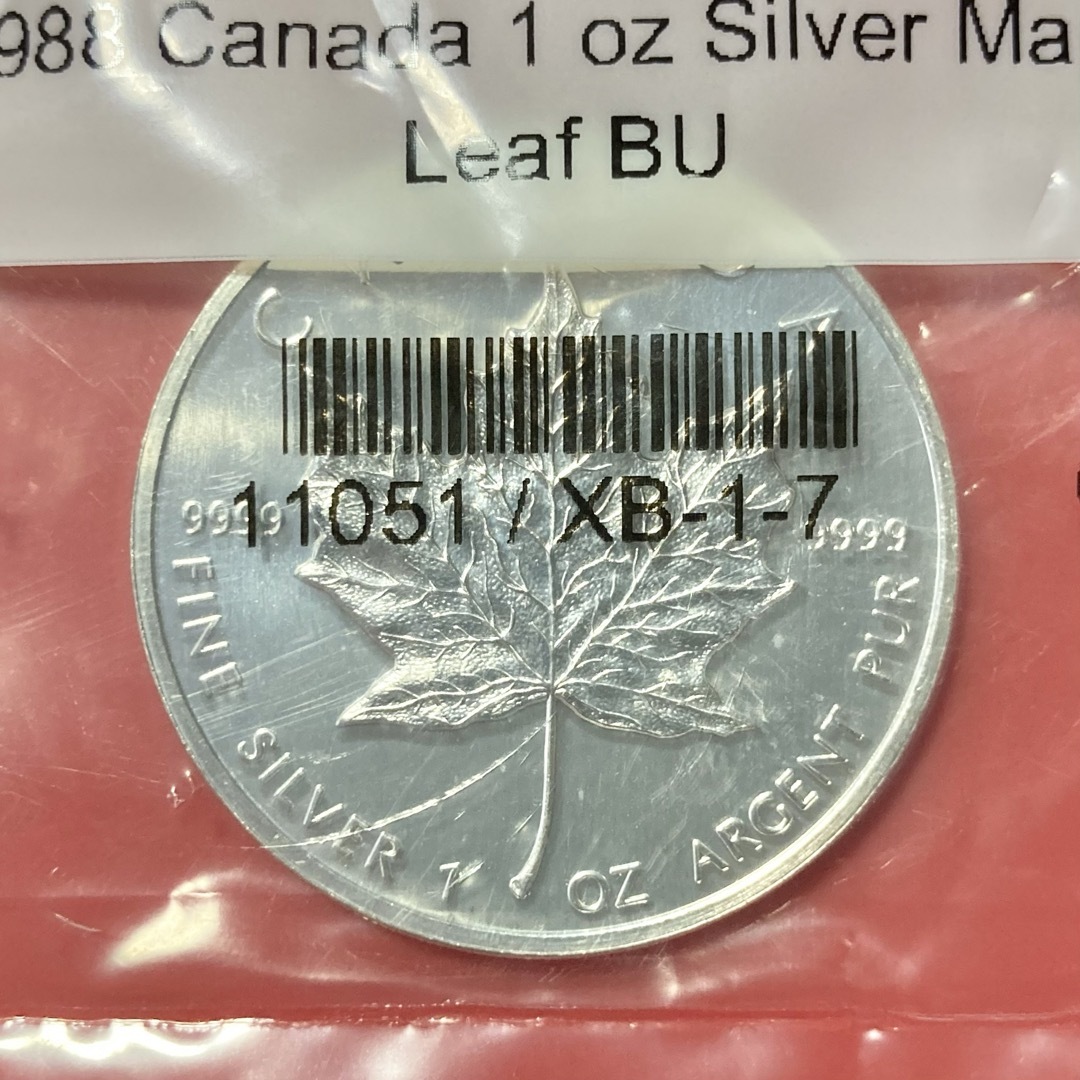 988 Canada 1 oz Silver Ma
Leaf BU
11051 / XB-1-7
9999
9999
FINE SILVER 1 OZ ARGENT PUR